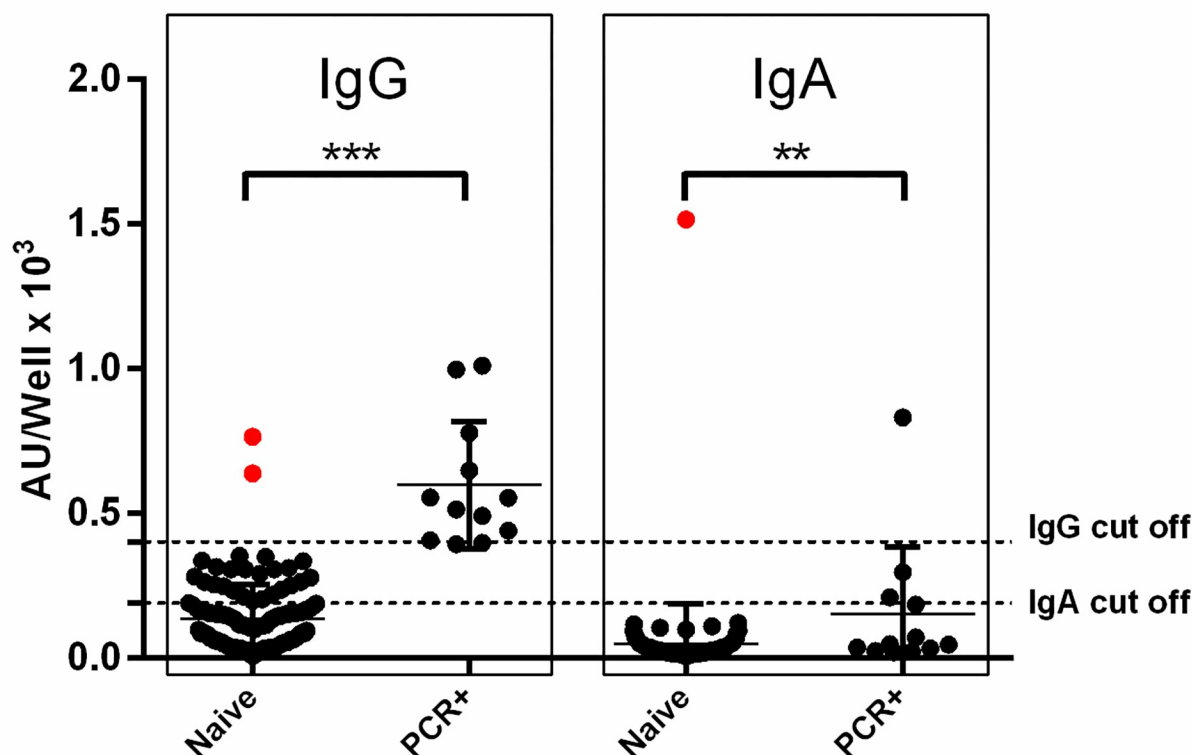 IgG
IgA
***
**
AU/Well x 10³
2.0
1.5
1.0
0.5
0.0
IgG cut off
IgA cut off
Naive
PCR+
Naive
PCR+